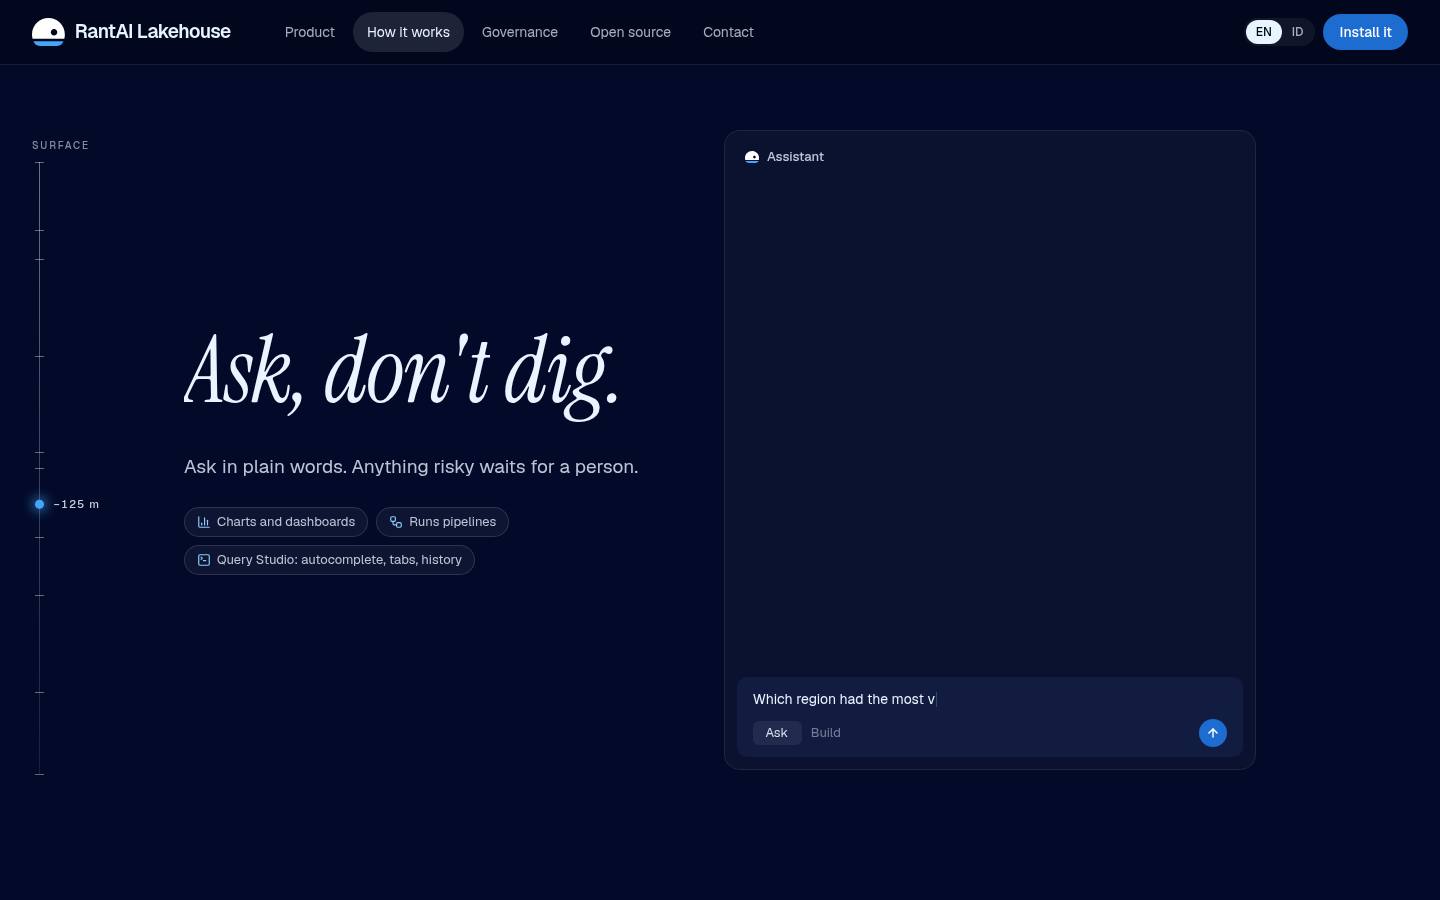 RantAI Lakehouse
Product
How it works
Governance
Open source
Contact
EN
ID
Install it
SURFACE
−125 m
Ask, don't dig.
Ask in plain words. Anything risky waits for a person.
Charts and dashboards
Runs pipelines
Query Studio: autocomplete, tabs, history
Assistant
Which region had the most v
Ask
Build